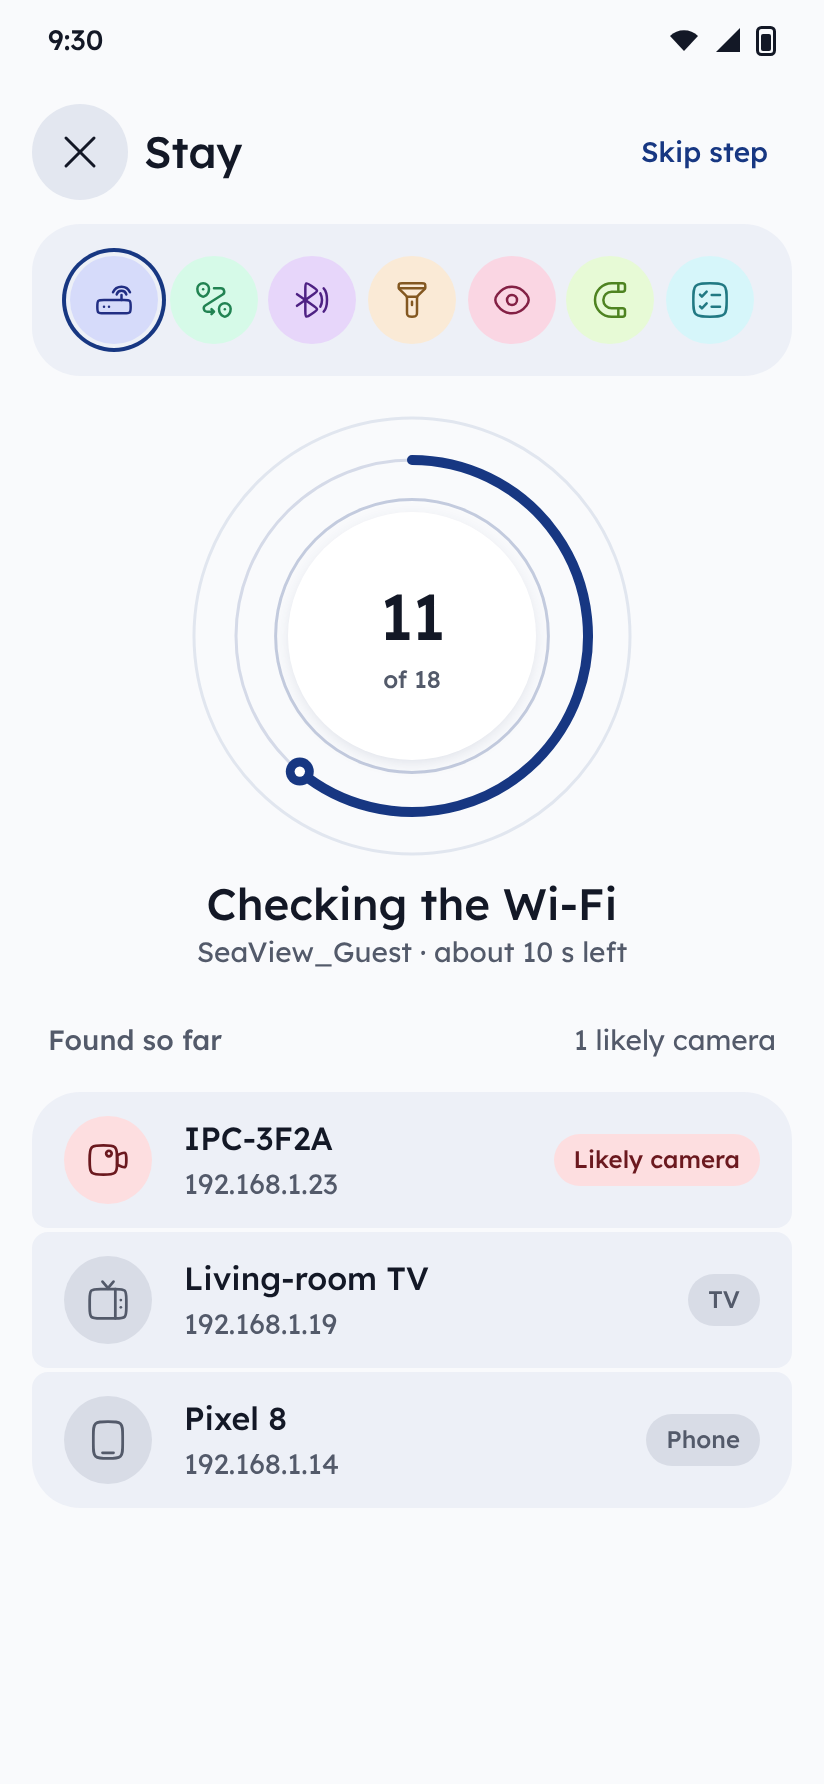 9:30
Stay
Skip step
11
of 18
Checking the Wi-Fi
SeaView_Guest · about 10 s left
Found so far
1 likely camera
IPC-3F2A
192.168.1.23
Likely camera
Living-room TV
192.168.1.19
TV
Pixel 8
192.168.1.14
Phone